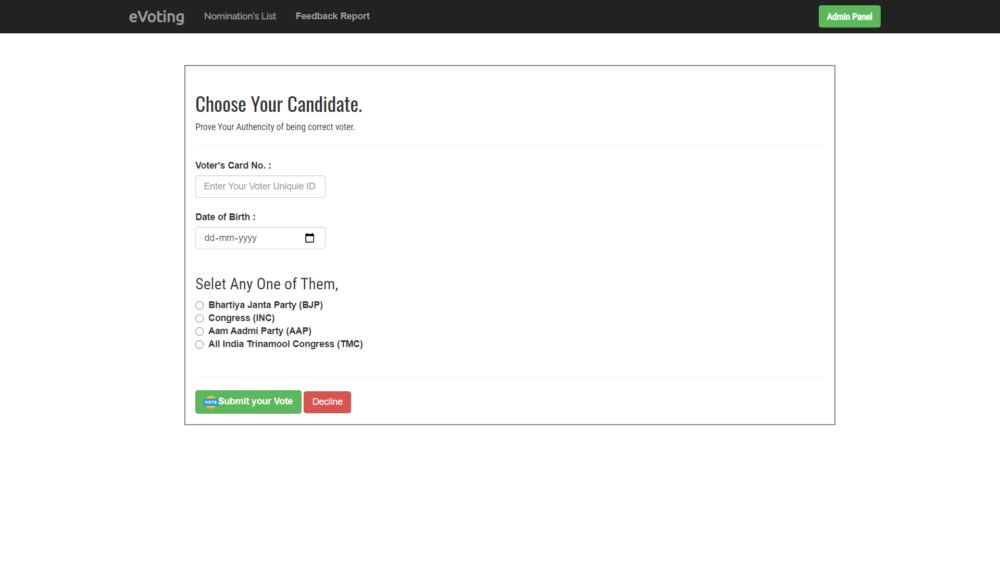 eVoting Nomination's List Feedback Report Admin Panel
Choose Your Candidate.
Prove Your Authencity of being correct voter.
Voter's Card No. :
Enter Your Voter Uniquie ID
Date of Birth :
dd-mm-yyyy
Selet Any One of Them,
Bhartiya Janta Party (BJP)
Congress (INC)
Aam Aadmi Party (AAP)
All India Trinamool Congress (TMC)
VOTE Submit your Vote Decline